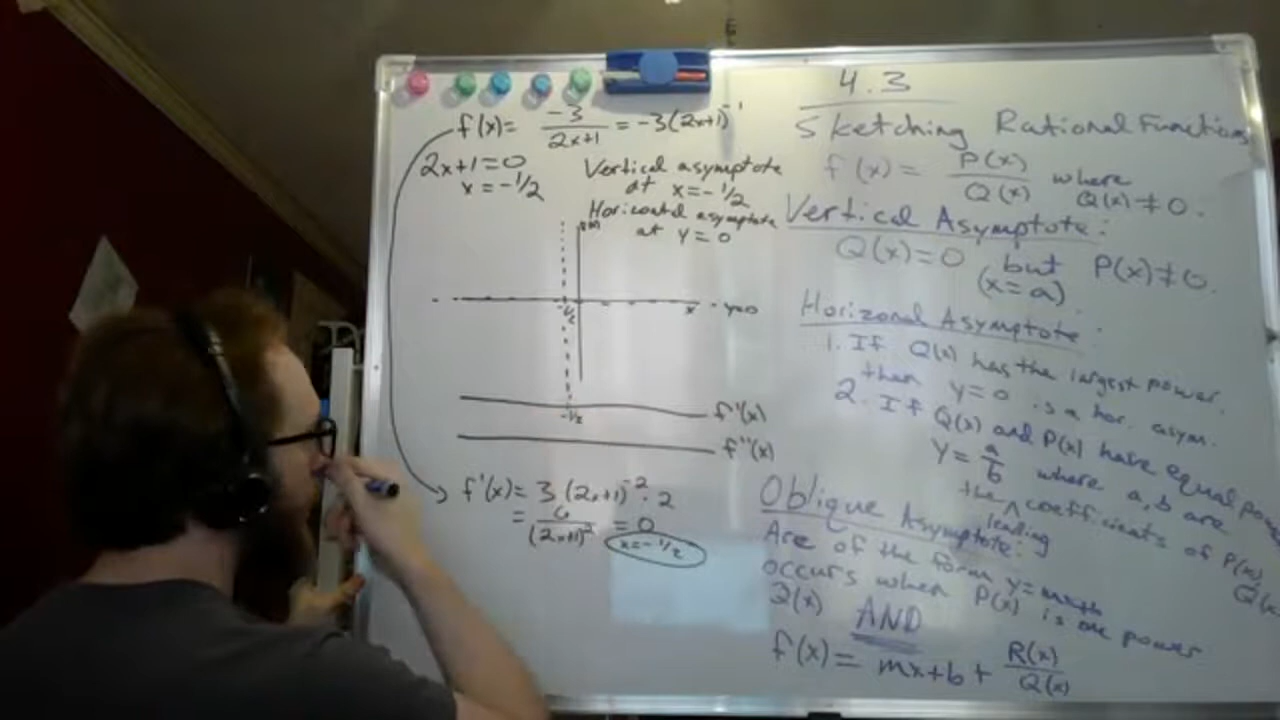 f(x) = -3/(2x+1) = -3(2x+1)^-1
2x+1=0
x = -1/2
Vertical asymptote
at x=-1/2
Horizontal asymptote
at y=0
-1/2
x
y=0
-1/2
f'(x)
f''(x)
f'(x) = 3(2x+1)^-2 · 2
= 6/(2x+1)^2 = 0
x=-1/2
4.3
Sketching Rational Functions
f(x) = P(x)/Q(x) where
Q(x) ≠ 0.
Vertical Asymptote:
Q(x)=0 but P(x)≠0.
(x=a)
Horizonal Asymptote:
1. If Q(x) has the largest power.
then y=0 is a hor. asym.
2. If Q(x) and P(x) have equal power
y = a/b where a,b are
the leading coefficients of P(x)
Q(x)
Oblique Asymptote:
Are of the form y=mx+b
occurs when P(x) is one power
Q(x) AND
f(x) = mx+b + R(x)/Q(x)